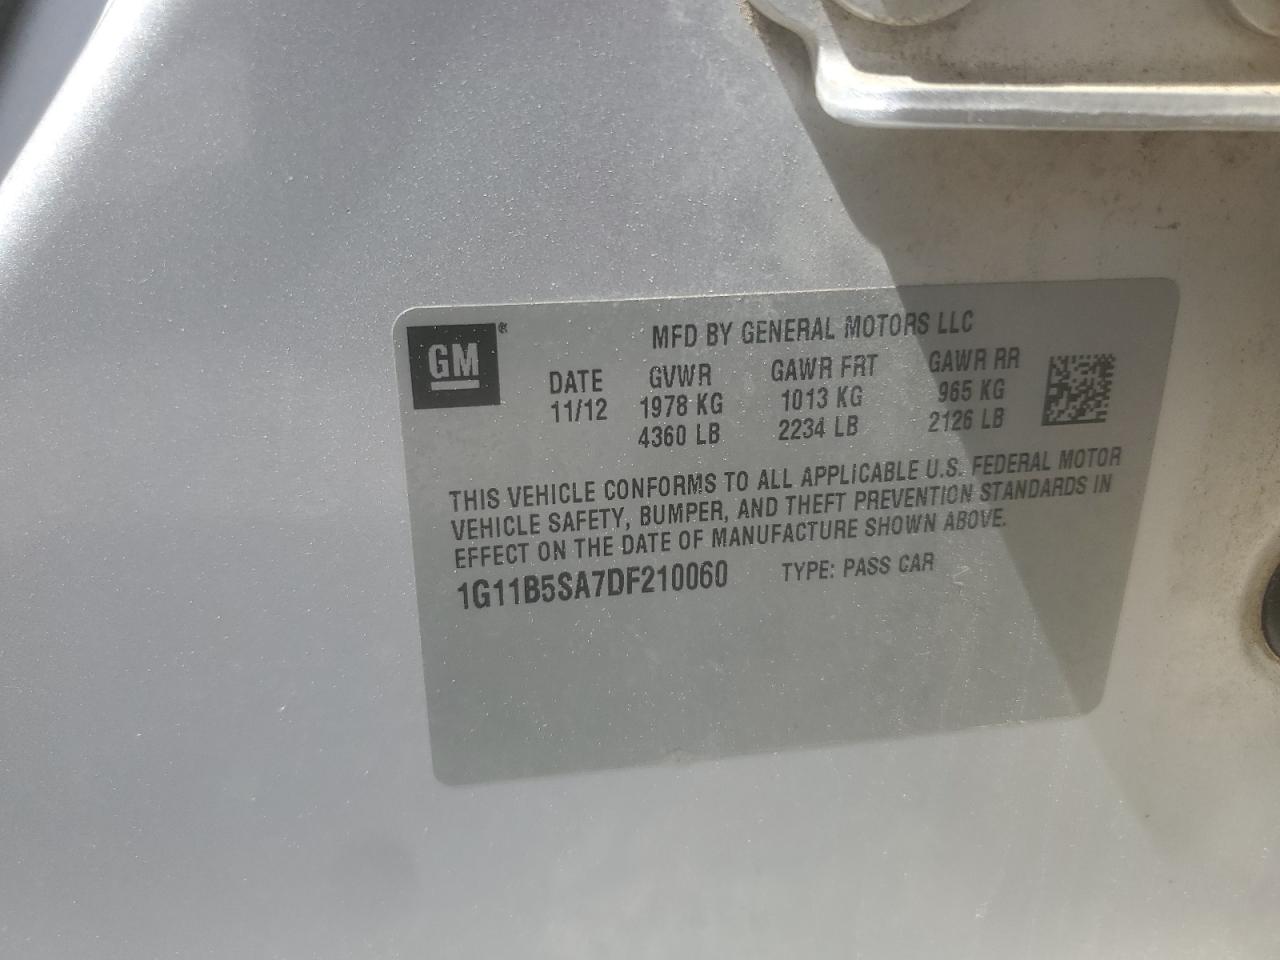 GM®
MFD BY GENERAL MOTORS LLC
DATE GVWR GAWR FRT GAWR RR
11/12 1978 KG 1013 KG 965 KG
4360 LB 2234 LB 2126 LB
THIS VEHICLE CONFORMS TO ALL APPLICABLE U.S. FEDERAL MOTOR
VEHICLE SAFETY, BUMPER, AND THEFT PREVENTION STANDARDS IN
EFFECT ON THE DATE OF MANUFACTURE SHOWN ABOVE.
1G11B5SA7DF210060 TYPE: PASS CAR